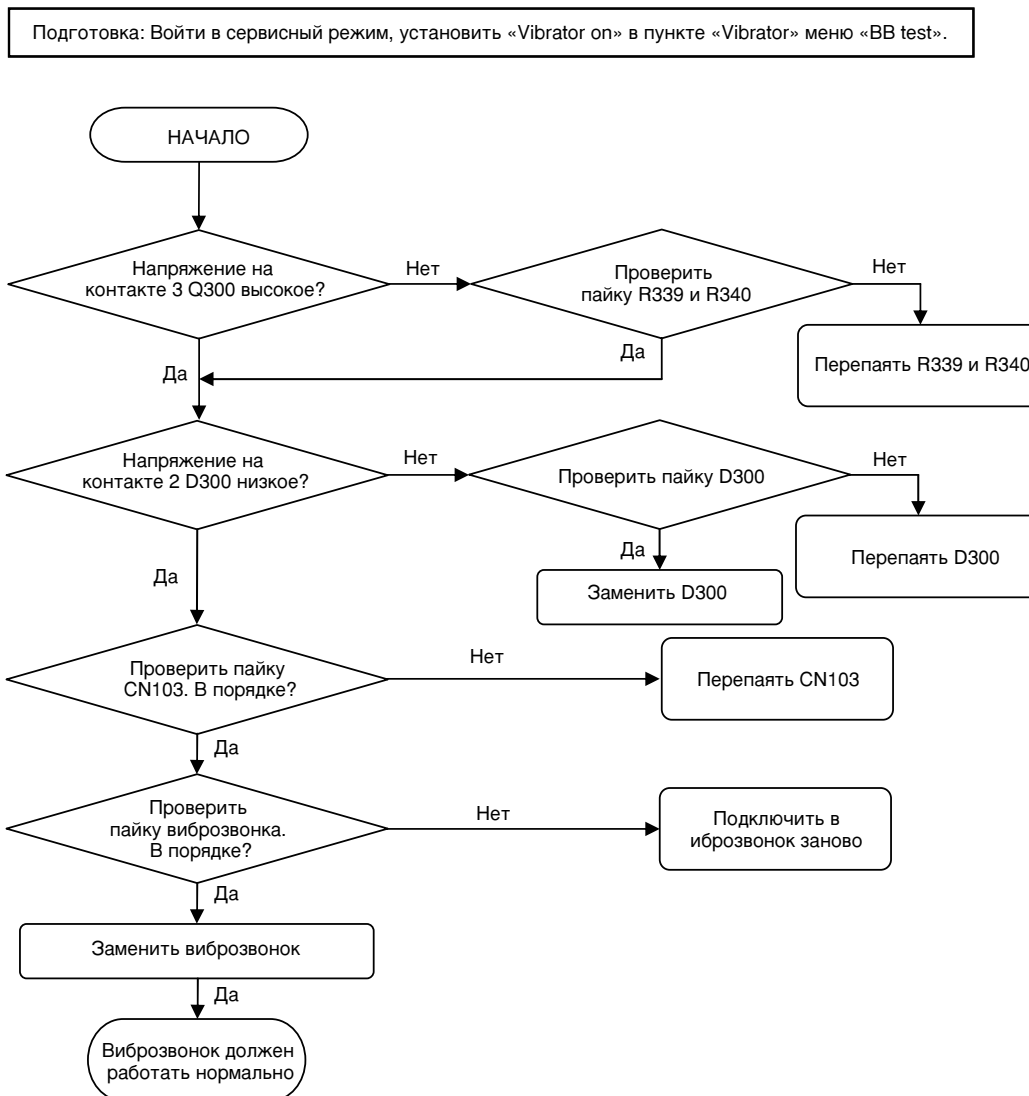 Подготовка: Войти в сервисный режим, установить «Vibrator on» в пункте «Vibrator» меню «BB test».
НАЧАЛО
Напряжение на
контакте 3 Q300 высокое?
Нет
Проверить
пайку R339 и R340
Нет
Перепаять R339 и R340
Да
Да
Напряжение на
контакте 2 D300 низкое?
Нет
Проверить пайку D300
Нет
Перепаять D300
Да
Заменить D300
Да
Проверить пайку
CN103. В порядке?
Нет
Перепаять CN103
Да
Проверить
пайку виброзвонка.
В порядке?
Нет
Подключить в
иброзвонок заново
Да
Заменить виброзвонок
Да
Виброзвонок должен
работать нормально